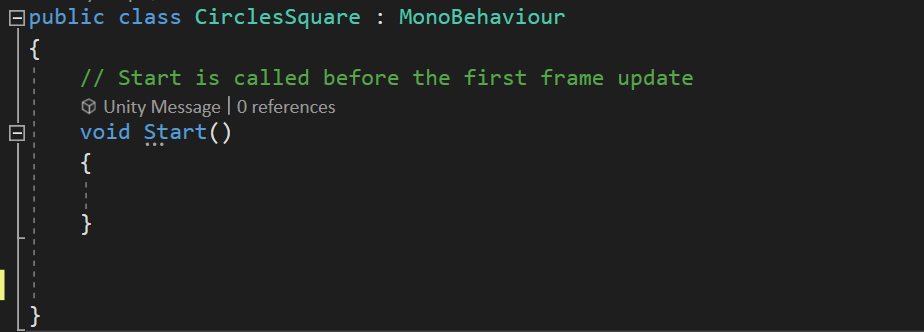 public class CirclesSquare : MonoBehaviour
{
// Start is called before the first frame update
Unity Message | 0 references
void Start()
{
}
}